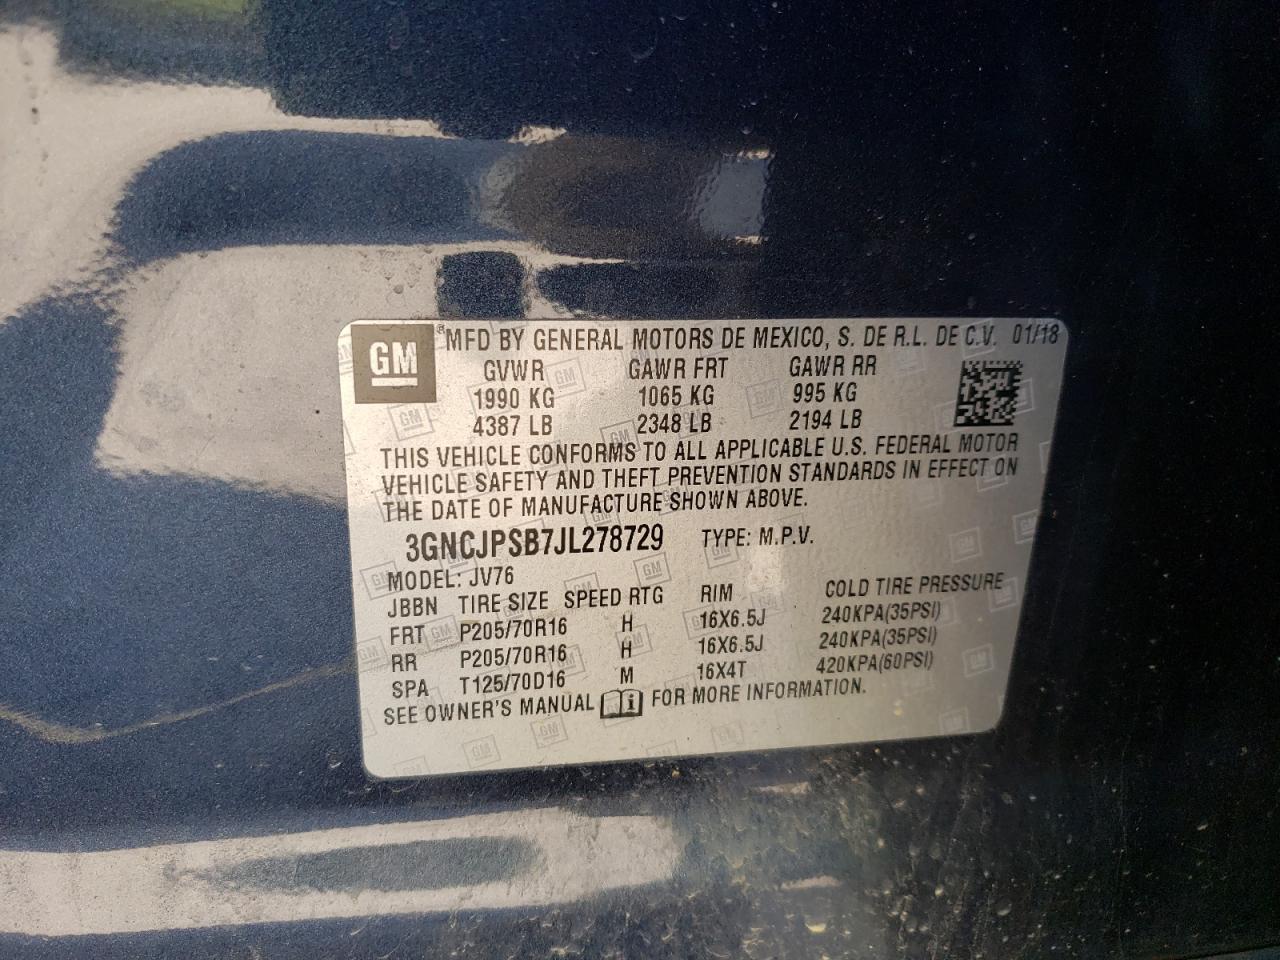 GM ® MFD BY GENERAL MOTORS DE MEXICO, S. DE R.L. DE C.V. 01/18
GVWR GAWR FRT GAWR RR
1990 KG 1065 KG 995 KG
4387 LB 2348 LB 2194 LB
THIS VEHICLE CONFORMS TO ALL APPLICABLE U.S. FEDERAL MOTOR
VEHICLE SAFETY AND THEFT PREVENTION STANDARDS IN EFFECT ON
THE DATE OF MANUFACTURE SHOWN ABOVE.
3GNCJPSB7JL278729 TYPE: M.P.V.
MODEL: JV76
JBBN TIRE SIZE SPEED RTG RIM COLD TIRE PRESSURE
FRT P205/70R16 H 16X6.5J 240KPA(35PSI)
RR P205/70R16 H 16X6.5J 240KPA(35PSI)
SPA T125/70D16 M 16X4T 420KPA(60PSI)
SEE OWNER'S MANUAL FOR MORE INFORMATION.